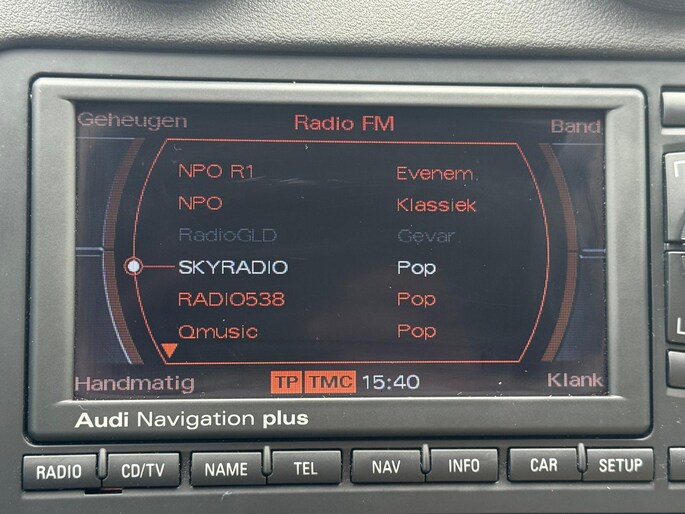 Geheugen Radio FM Band
NPO R1 Evenem.
NPO Klassiek
RadioGLD Gevar.
SKYRADIO Pop
RADIO538 Pop
Qmusic Pop
Handmatig TP TMC 15:40 Klank
Audi Navigation plus
RADIO CD/TV NAME TEL NAV INFO CAR SETUP